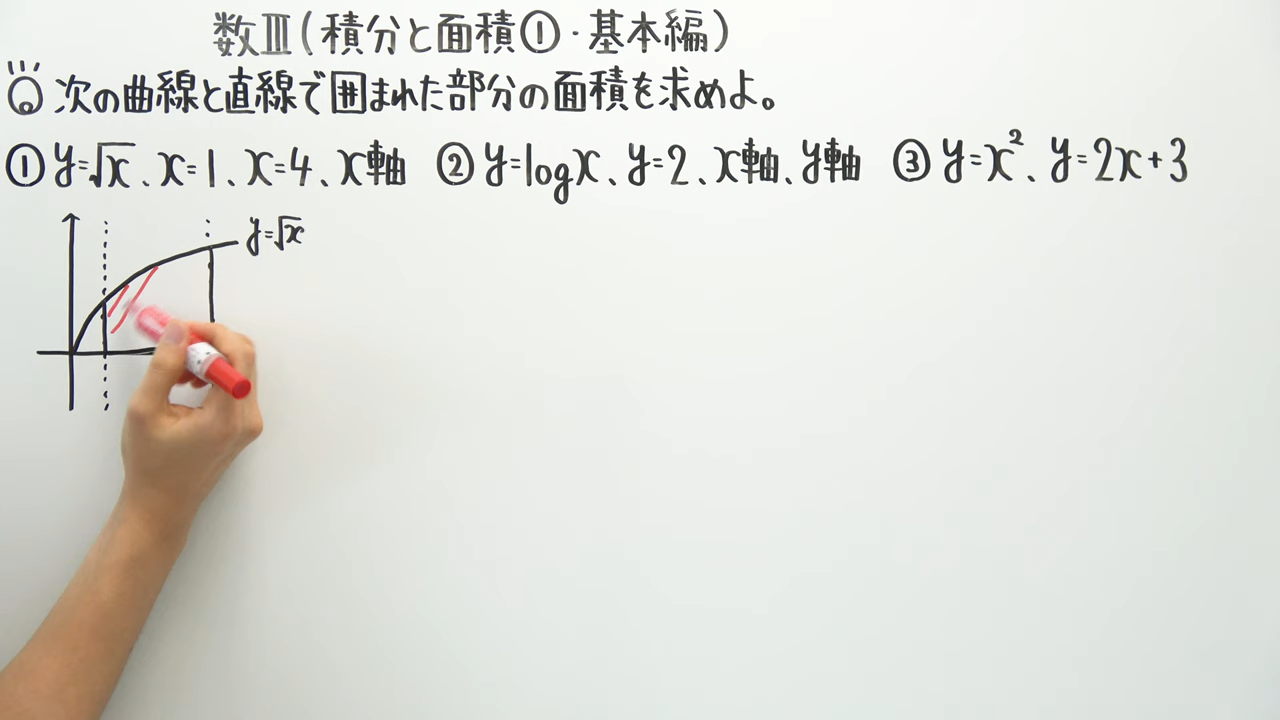 数Ⅲ(積分と面積①・基本編)
Q 次の曲線と直線で囲まれた部分の面積を求めよ。
① y=√x、x=1、x=4、x軸 ② y=logx、y=2、x軸、y軸 ③ y=x²、y=2x+3
y=√x